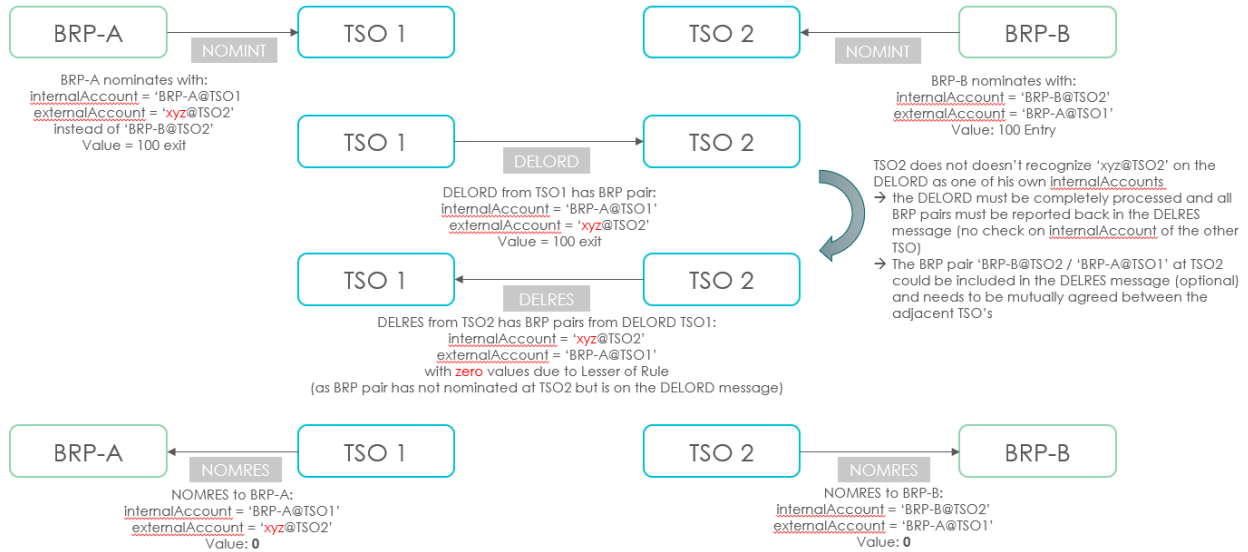 BRP-A
NOMINT
TSO 1
TSO 2
NOMINT
BRP-B
BRP-A nominates with:
internalAccount = ‘BRP-A@TSO1
externalAccount = ‘xyz@TSO2’
instead of ‘BRP-B@TSO2’
Value = 100 exit
BRP-B nominates with:
internalAccount = ‘BRP-B@TSO2’
externalAccount = ‘BRP-A@TSO1’
Value: 100 Entry
TSO 1
DELORD
TSO 2
DELORD from TSO1 has BRP pair:
internalAccount = ‘BRP-A@TSO1’
externalAccount = ‘xyz@TSO2’
Value = 100 exit
TSO2 does not doesn’t recognize ‘xyz@TSO2’ on the
DELORD as one of his own internalAccounts
→ the DELORD must be completely processed and all
BRP pairs must be reported back in the DELRES
message (no check on internalAccount of the other
TSO)
→ The BRP pair ‘BRP-B@TSO2 / ‘BRP-A@TSO1’ at TSO2
could be included in the DELRES message (optional)
and needs to be mutually agreed between the
adjacent TSO’s
TSO 1
DELRES
TSO 2
DELRES from TSO2 has BRP pairs from DELORD TSO1:
internalAccount = ‘xyz@TSO2’
externalAccount = ‘BRP-A@TSO1’
with zero values due to Lesser of Rule
(as BRP pair has not nominated at TSO2 but is on the DELORD message)
BRP-A
NOMRES
TSO 1
TSO 2
NOMRES
BRP-B
NOMRES to BRP-A:
internalAccount = ‘BRP-A@TSO1’
externalAccount = ‘xyz@TSO2’
Value: 0
NOMRES to BRP-B:
internalAccount = ‘BRP-B@TSO2’
externalAccount = ‘BRP-A@TSO1’
Value: 0